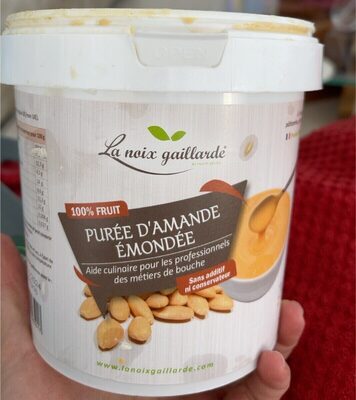 OPEN
La noix gaillarde®
100% FRUIT
PURÉE D'AMANDE
ÉMONDÉE
Aide culinaire pour les professionnels
des métiers de bouche
Sans additif
ni conservateur
www.lanoixgaillarde.com